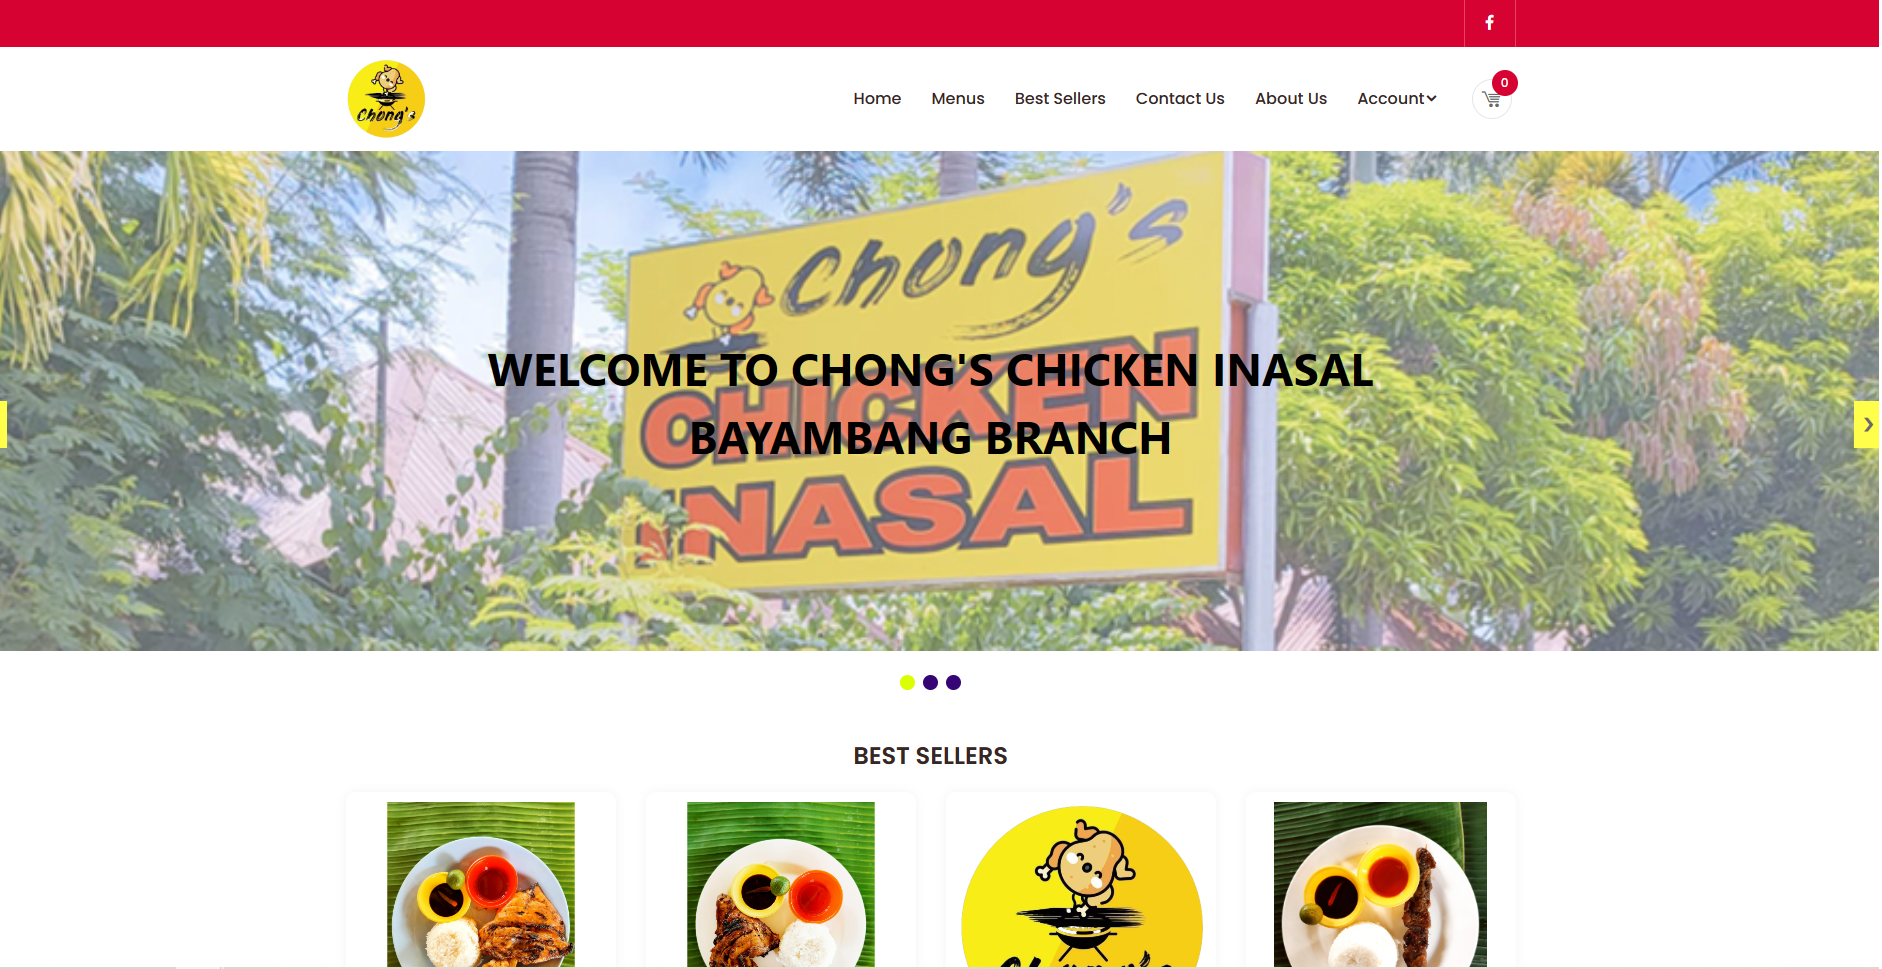 0
Chong's
Home Menus Best Sellers Contact Us About Us Account
Chong's
WELCOME TO CHONG'S CHICKEN INASAL
CHICKEN
BAYAMBANG BRANCH
INASAL
BEST SELLERS